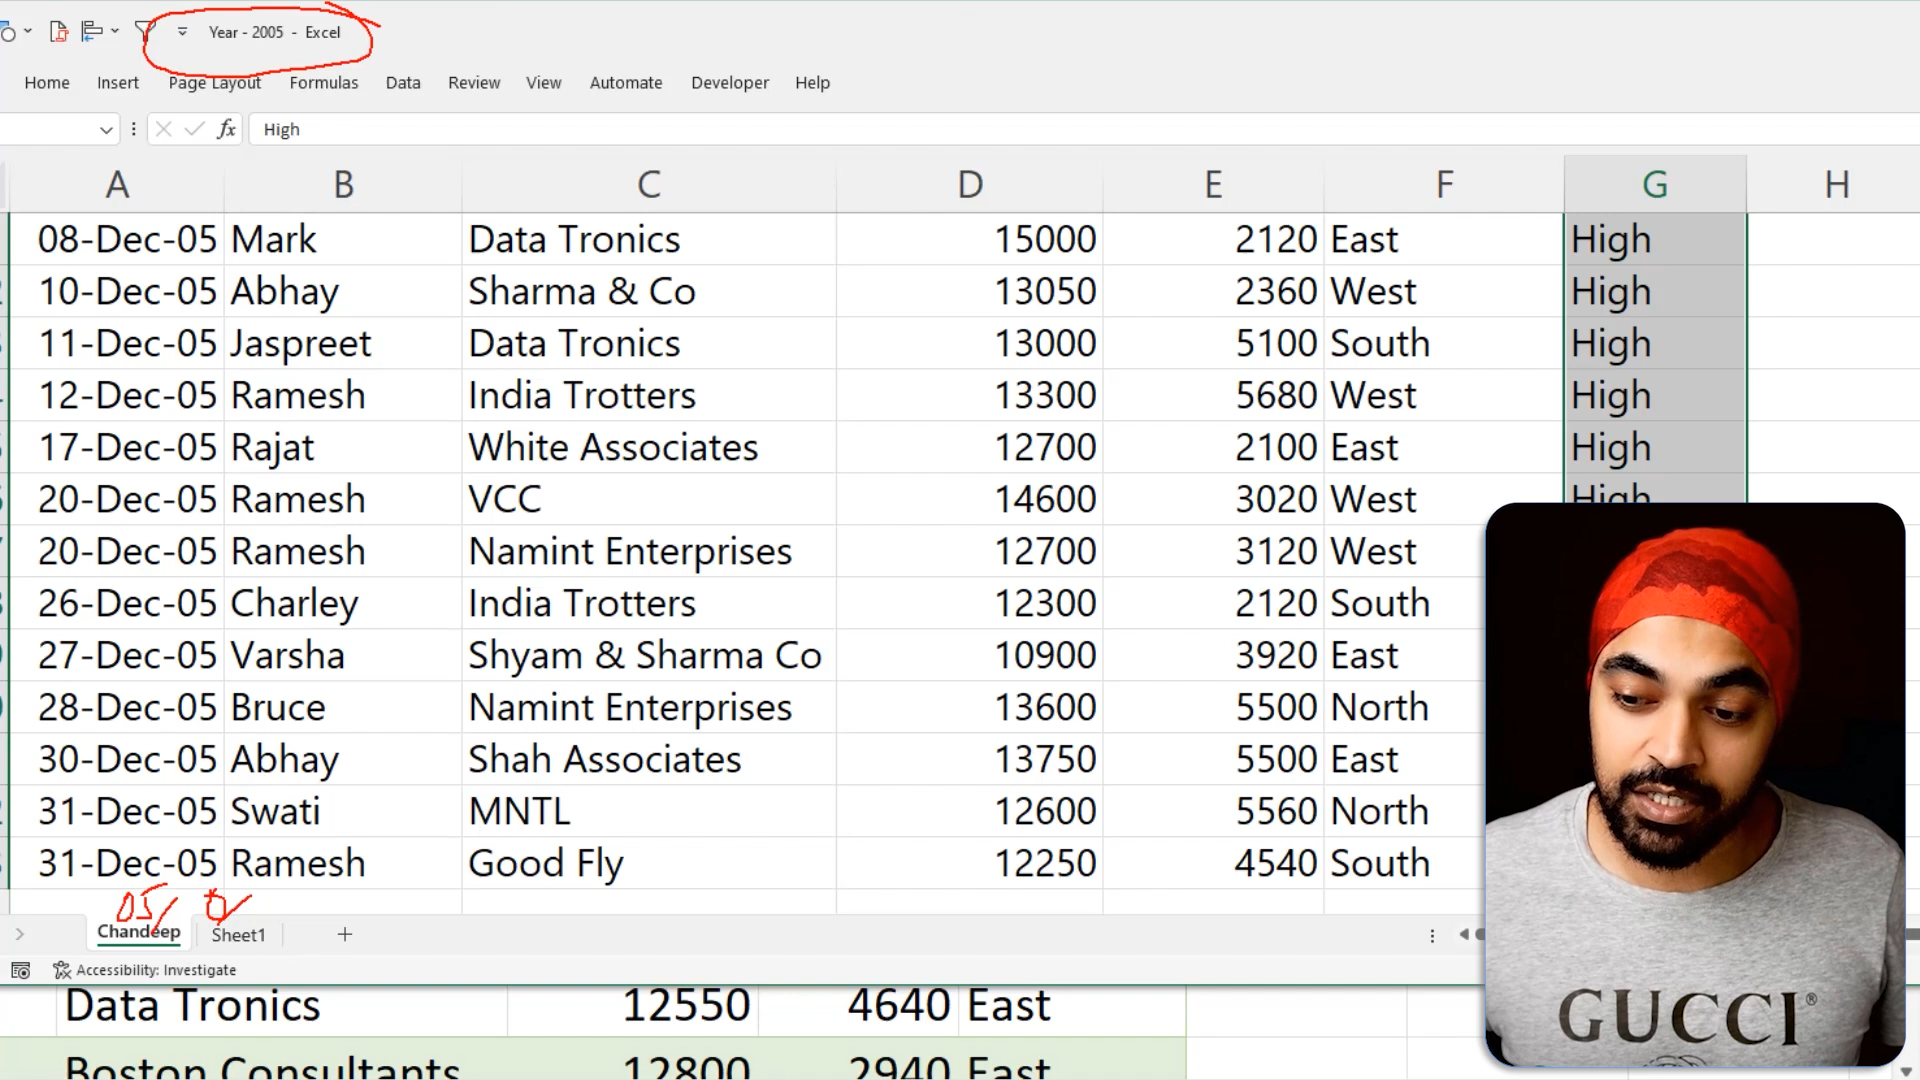 Year - 2005 - Excel
Home Insert Page Layout Formulas Data Review View Automate Developer Help
fx High
A B C D E F G H
08-Dec-05 Mark Data Tronics 15000 2120 East High
10-Dec-05 Abhay Sharma & Co 13050 2360 West High
11-Dec-05 Jaspreet Data Tronics 13000 5100 South High
12-Dec-05 Ramesh India Trotters 13300 5680 West High
17-Dec-05 Rajat White Associates 12700 2100 East High
20-Dec-05 Ramesh VCC 14600 3020 West High
20-Dec-05 Ramesh Namint Enterprises 12700 3120 West
26-Dec-05 Charley India Trotters 12300 2120 South
27-Dec-05 Varsha Shyam & Sharma Co 10900 3920 East
28-Dec-05 Bruce Namint Enterprises 13600 5500 North
30-Dec-05 Abhay Shah Associates 13750 5500 East
31-Dec-05 Swati MNTL 12600 5560 North
31-Dec-05 Ramesh Good Fly 12250 4540 South
05
Chandeep Sheet1 +
Accessibility: Investigate
Data Tronics 12550 4640 East
Boston Consultants 12800 2940 East
GUCCI®